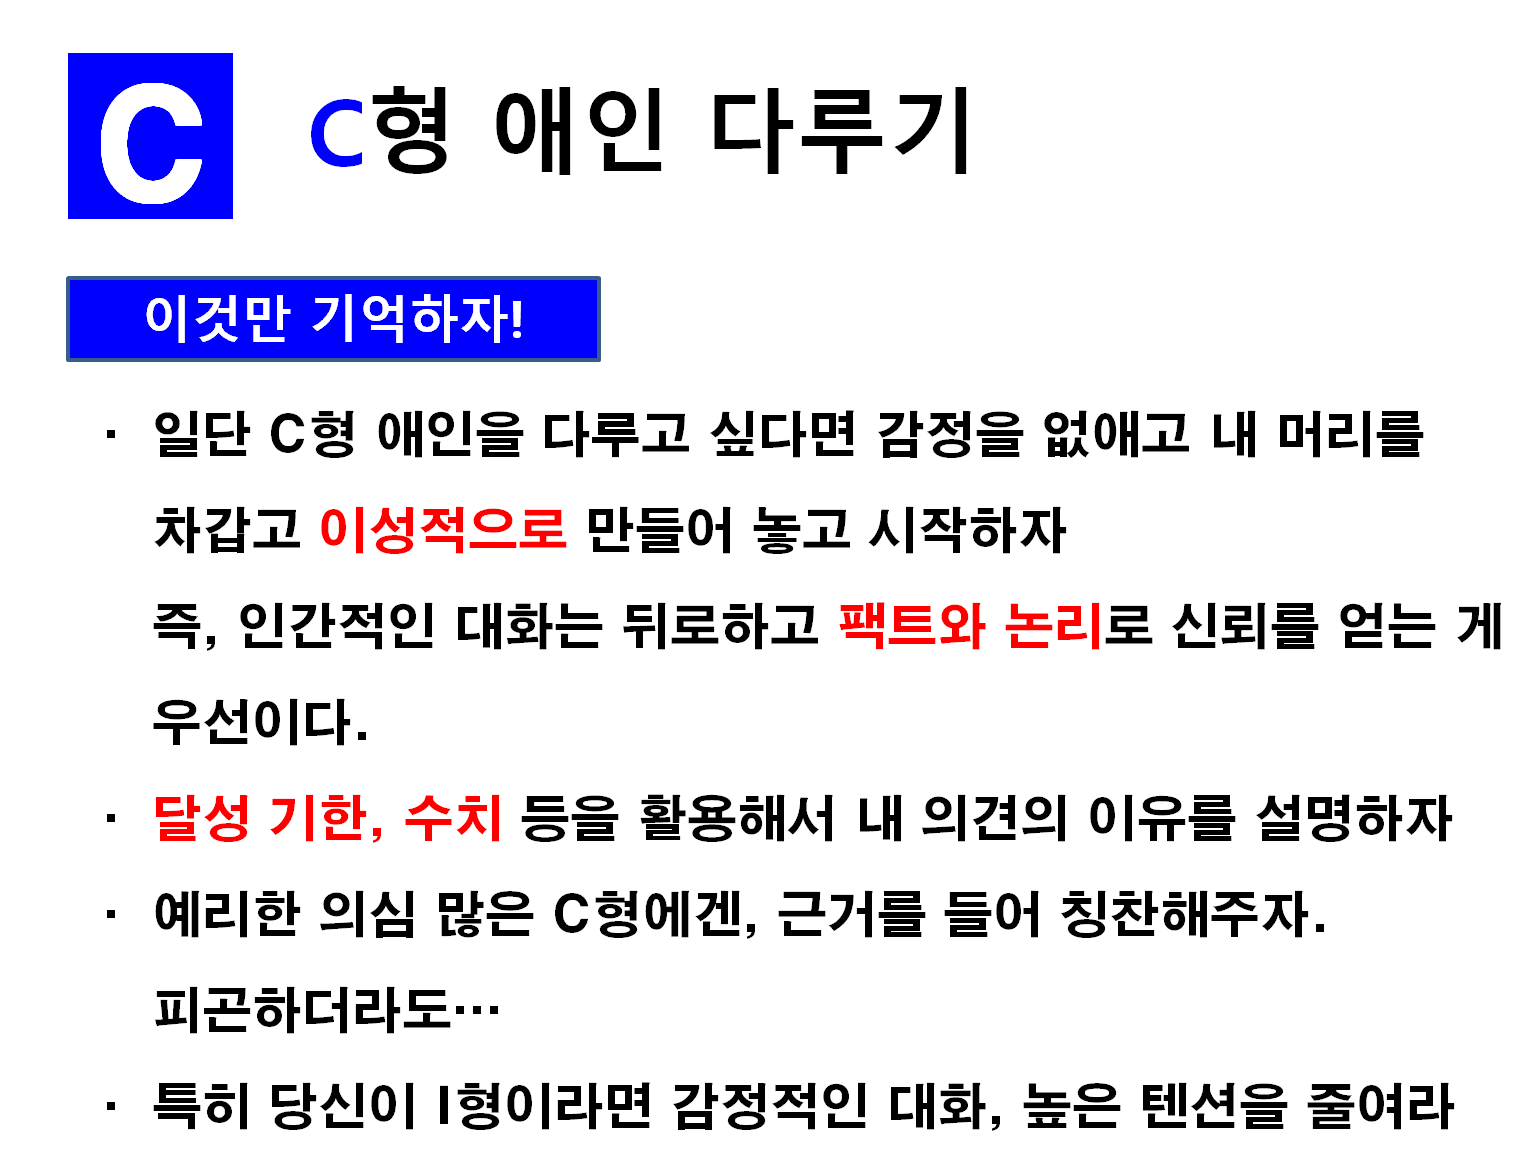 C
C형 애인 다루기
이것만 기억하자!
· 일단 C형 애인을 다루고 싶다면 감정을 없애고 내 머리를
차갑고 이성적으로 만들어 놓고 시작하자
즉, 인간적인 대화는 뒤로하고 팩트와 논리로 신뢰를 얻는 게
우선이다.
· 달성 기한, 수치 등을 활용해서 내 의견의 이유를 설명하자
· 예리한 의심 많은 C형에겐, 근거를 들어 칭찬해주자.
피곤하더라도…
· 특히 당신이 I형이라면 감정적인 대화, 높은 텐션을 줄여라